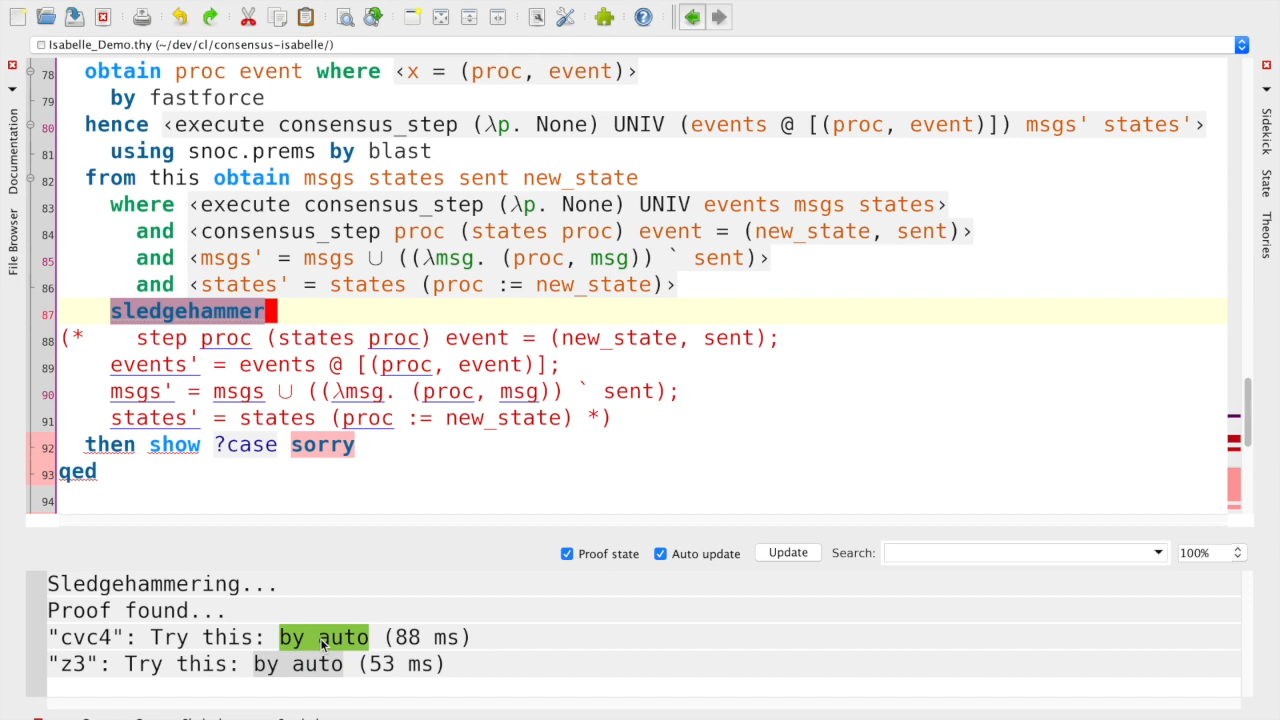 Isabelle_Demo.thy (~/dev/cl/consensus-isabelle/)
78 obtain proc event where ‹x = (proc, event)›
79 by fastforce
80 hence ‹execute consensus_step (λp. None) UNIV (events @ [(proc, event)]) msgs' states'›
81 using snoc.prems by blast
82 from this obtain msgs states sent new_state
83 where ‹execute consensus_step (λp. None) UNIV events msgs states›
84 and ‹consensus_step proc (states proc) event = (new_state, sent)›
85 and ‹msgs' = msgs ∪ ((λmsg. (proc, msg)) ` sent)›
86 and ‹states' = states (proc := new_state)›
87 sledgehammer
88 (* step proc (states proc) event = (new_state, sent);
89 events' = events @ [(proc, event)];
90 msgs' = msgs ∪ ((λmsg. (proc, msg)) ` sent);
91 states' = states (proc := new_state) *)
92 then show ?case sorry
93 qed
94
Documentation
File Browser
Sidekick
State
Theories
Proof state Auto update Update Search: 100%
Sledgehammering...
Proof found...
"cvc4": Try this: by auto (88 ms)
"z3": Try this: by auto (53 ms)